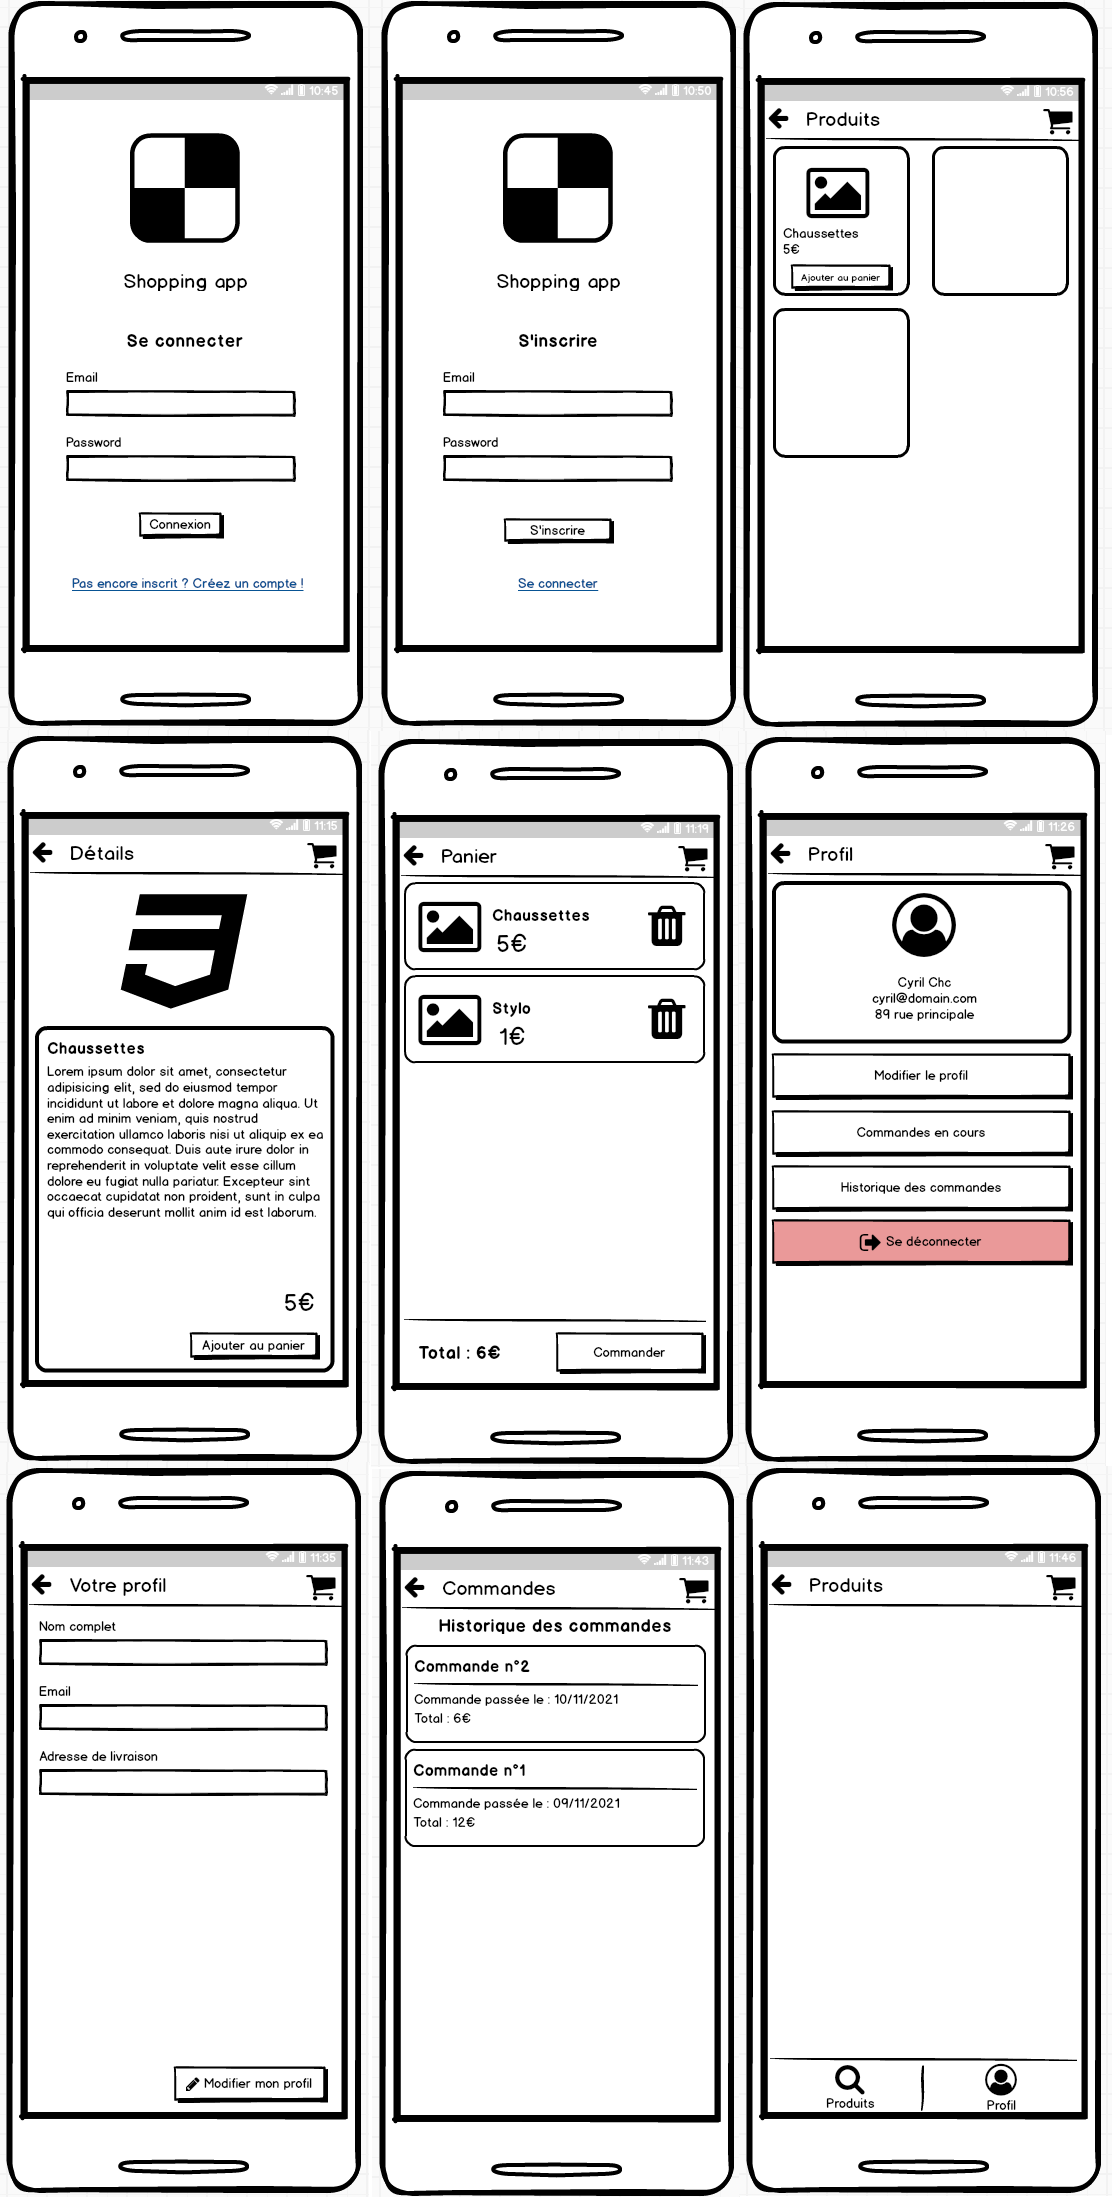 10:45
Shopping app
Se connecter
Email
Password
Connexion
Pas encore inscrit ? Créez un compte !
10:50
Shopping app
S'inscrire
Email
Password
S'inscrire
Se connecter
10:56
Produits
Chaussettes
5€
Ajouter au panier
11:15
Détails
Chaussettes
Lorem ipsum dolor sit amet, consectetur
adipisicing elit, sed do eiusmod tempor
incididunt ut labore et dolore magna aliqua. Ut
enim ad minim veniam, quis nostrud
exercitation ullamco laboris nisi ut aliquip ex ea
commodo consequat. Duis aute irure dolor in
reprehenderit in voluptate velit esse cillum
dolore eu fugiat nulla pariatur. Excepteur sint
occaecat cupidatat non proident, sunt in culpa
qui officia deserunt mollit anim id est laborum.
5€
Ajouter au panier
11:19
Panier
Chaussettes
5€
Stylo
1€
Total : 6€
Commander
11:26
Profil
Cyril Chc
cyril@domain.com
89 rue principale
Modifier le profil
Commandes en cours
Historique des commandes
Se déconnecter
11:35
Votre profil
Nom complet
Email
Adresse de livraison
Modifier mon profil
11:43
Commandes
Historique des commandes
Commande n°2
Commande passée le : 10/11/2021
Total : 6€
Commande n°1
Commande passée le : 09/11/2021
Total : 12€
11:46
Produits
Produits
Profil